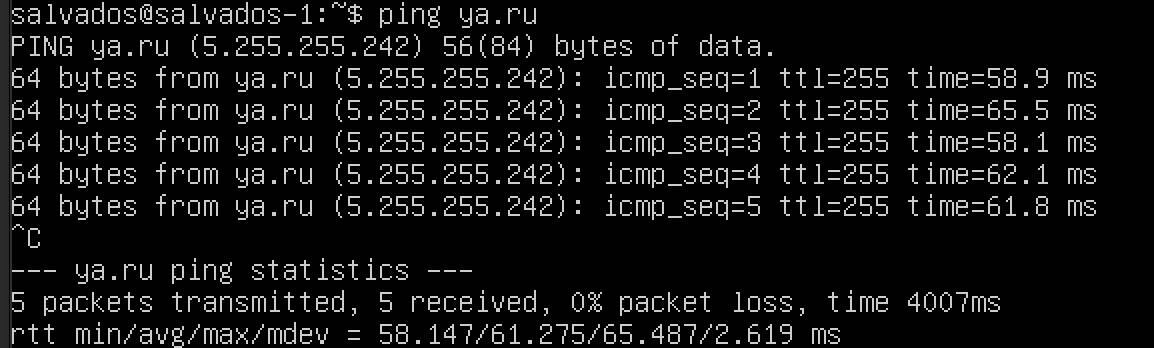 salvados@salvados-1:~$ ping ya.ru
PING ya.ru (5.255.255.242) 56(84) bytes of data.
64 bytes from ya.ru (5.255.255.242): icmp_seq=1 ttl=255 time=58.9 ms
64 bytes from ya.ru (5.255.255.242): icmp_seq=2 ttl=255 time=65.5 ms
64 bytes from ya.ru (5.255.255.242): icmp_seq=3 ttl=255 time=58.1 ms
64 bytes from ya.ru (5.255.255.242): icmp_seq=4 ttl=255 time=62.1 ms
64 bytes from ya.ru (5.255.255.242): icmp_seq=5 ttl=255 time=61.8 ms
^C
--- ya.ru ping statistics ---
5 packets transmitted, 5 received, 0% packet loss, time 4007ms
rtt min/avg/max/mdev = 58.147/61.275/65.487/2.619 ms